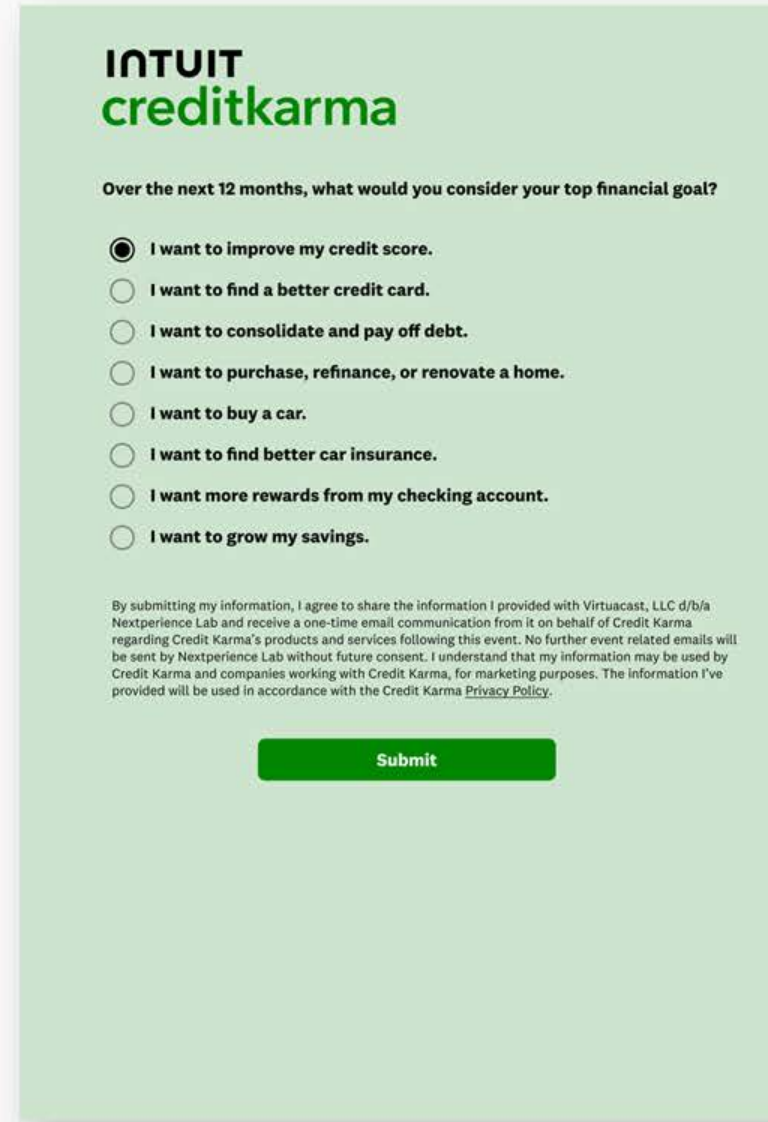 INTUIT
creditkarma
Over the next 12 months, what would you consider your top financial goal?
I want to improve my credit score.
I want to find a better credit card.
I want to consolidate and pay off debt.
I want to purchase, refinance, or renovate a home.
I want to buy a car.
I want to find better car insurance.
I want more rewards from my checking account.
I want to grow my savings.
By submitting my information, I agree to share the information I provided with Virtuacast, LLC d/b/a
Nextperience Lab and receive a one-time email communication from it on behalf of Credit Karma
regarding Credit Karma's products and services following this event. No further event related emails will
be sent by Nextperience Lab without future consent. I understand that my information may be used by
Credit Karma and companies working with Credit Karma, for marketing purposes. The information I've
provided will be used in accordance with the Credit Karma Privacy Policy.
Submit